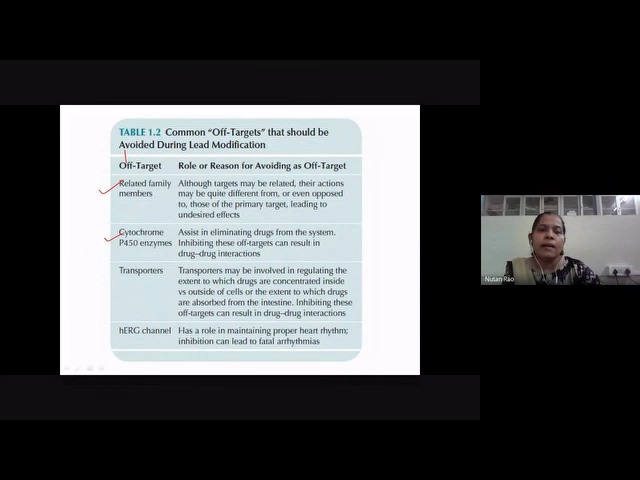 TABLE 1.2 Common "Off-Targets" that should be
Avoided During Lead Modification
Off-Target Role or Reason for Avoiding as Off-Target
Related family Although targets may be related, their actions
members may be quite different from, or even opposed
to, those of the primary target, leading to
undesired effects
Cytochrome Assist in eliminating drugs from the system.
P450 enzymes Inhibiting these off-targets can result in
drug–drug interactions
Transporters Transporters may be involved in regulating the
extent to which drugs are concentrated inside
vs outside of cells or the extent to which drugs
are absorbed from the intestine. Inhibiting these
off-targets can result in drug–drug interactions
hERG channel Has a role in maintaining proper heart rhythm;
inhibition can lead to fatal arrhythmias
Nutan Rao